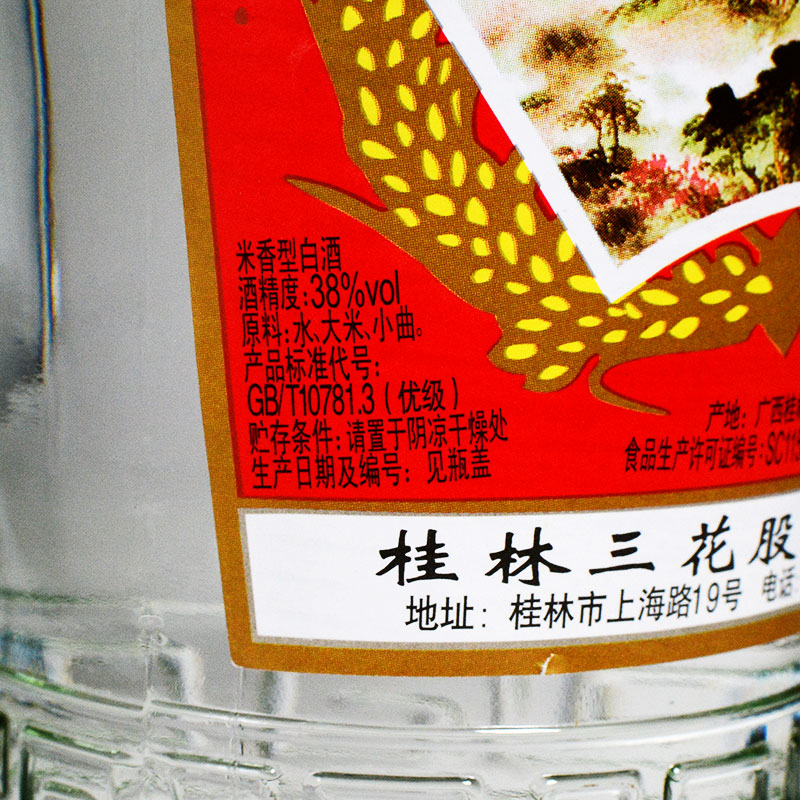 米香型白酒
酒精度:38%vol
原料:水、大米、小曲。
产品标准代号:
GB/T10781.3（优级）
贮存条件:请置于阴凉干燥处
生产日期及编号: 见瓶盖
产地: 广西桂
食品生产许可证编号:SC11
桂林三花股
地址: 桂林市上海路19号 电话